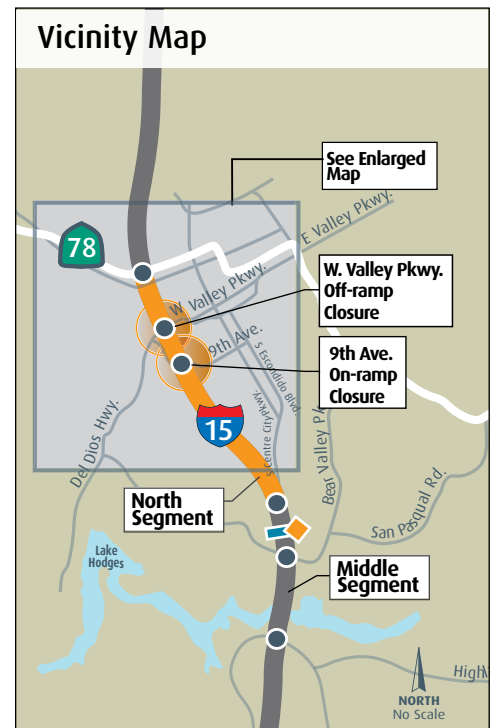 Vicinity Map
See Enlarged
Map
E Valley Pkwy.
78
W Valley Pkwy.
W. Valley Pkwy.
Off-ramp
Closure
9th Ave.
S Escondido Blvd.
9th Ave.
On-ramp
Closure
15
S Centre City Pkwy.
Del Dios Hwy.
Bear Valley Pk
North
Segment
San Pasqual Rd.
Lake
Hodges
Middle
Segment
High
NORTH
No Scale